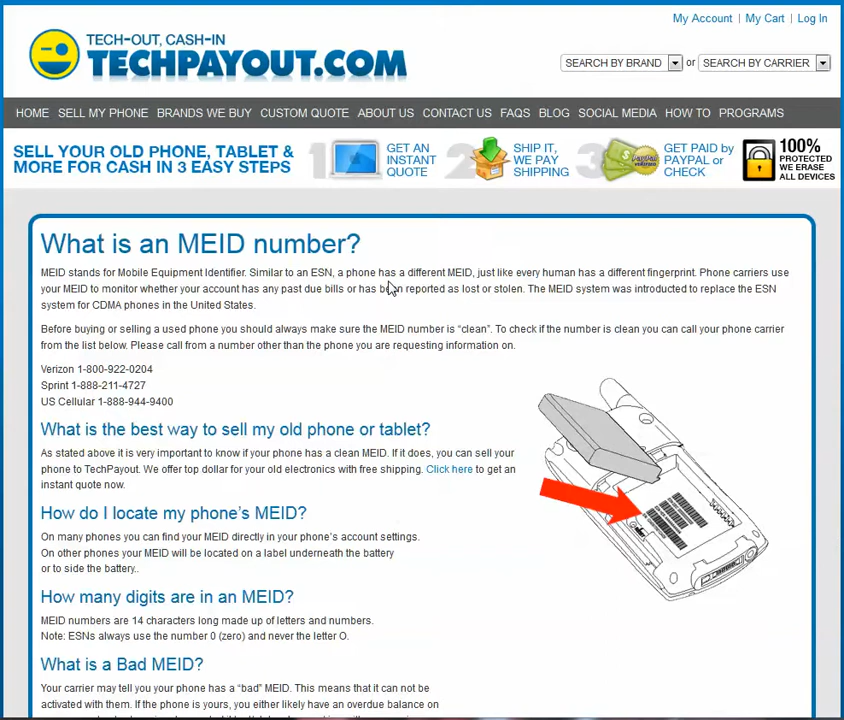 My Account | My Cart | Log In
TECH-OUT, CASH-IN
TECHPAYOUT.COM
SEARCH BY BRAND or SEARCH BY CARRIER
HOME SELL MY PHONE BRANDS WE BUY CUSTOM QUOTE ABOUT US CONTACT US FAQS BLOG SOCIAL MEDIA HOW TO PROGRAMS
SELL YOUR OLD PHONE, TABLET &
MORE FOR CASH IN 3 EASY STEPS
1 GET AN
INSTANT
QUOTE
2 SHIP IT,
WE PAY
SHIPPING
3 GET PAID by
PAYPAL or
CHECK
100%
PROTECTED
WE ERASE
ALL DEVICES
What is an MEID number?
MEID stands for Mobile Equipment Identifier. Similar to an ESN, a phone has a different MEID, just like every human has a different fingerprint. Phone carriers use
your MEID to monitor whether your account has any past due bills or has been reported as lost or stolen. The MEID system was introducted to replace the ESN
system for CDMA phones in the United States.
Before buying or selling a used phone you should always make sure the MEID number is “clean”. To check if the number is clean you can call your phone carrier
from the list below. Please call from a number other than the phone you are requesting information on.
Verizon 1-800-922-0204
Sprint 1-888-211-4727
US Cellular 1-888-944-9400
What is the best way to sell my old phone or tablet?
As stated above it is very important to know if your phone has a clean MEID. If it does, you can sell your
phone to TechPayout. We offer top dollar for your old electronics with free shipping. Click here to get an
instant quote now.
How do I locate my phone’s MEID?
On many phones you can find your MEID directly in your phone’s account settings.
On other phones your MEID will be located on a label underneath the battery
or to side the battery..
How many digits are in an MEID?
MEID numbers are 14 characters long made up of letters and numbers.
Note: ESNs always use the number 0 (zero) and never the letter O.
What is a Bad MEID?
Your carrier may tell you your phone has a “bad” MEID. This means that it can not be
activated with them. If the phone is yours, you either likely have an overdue balance on